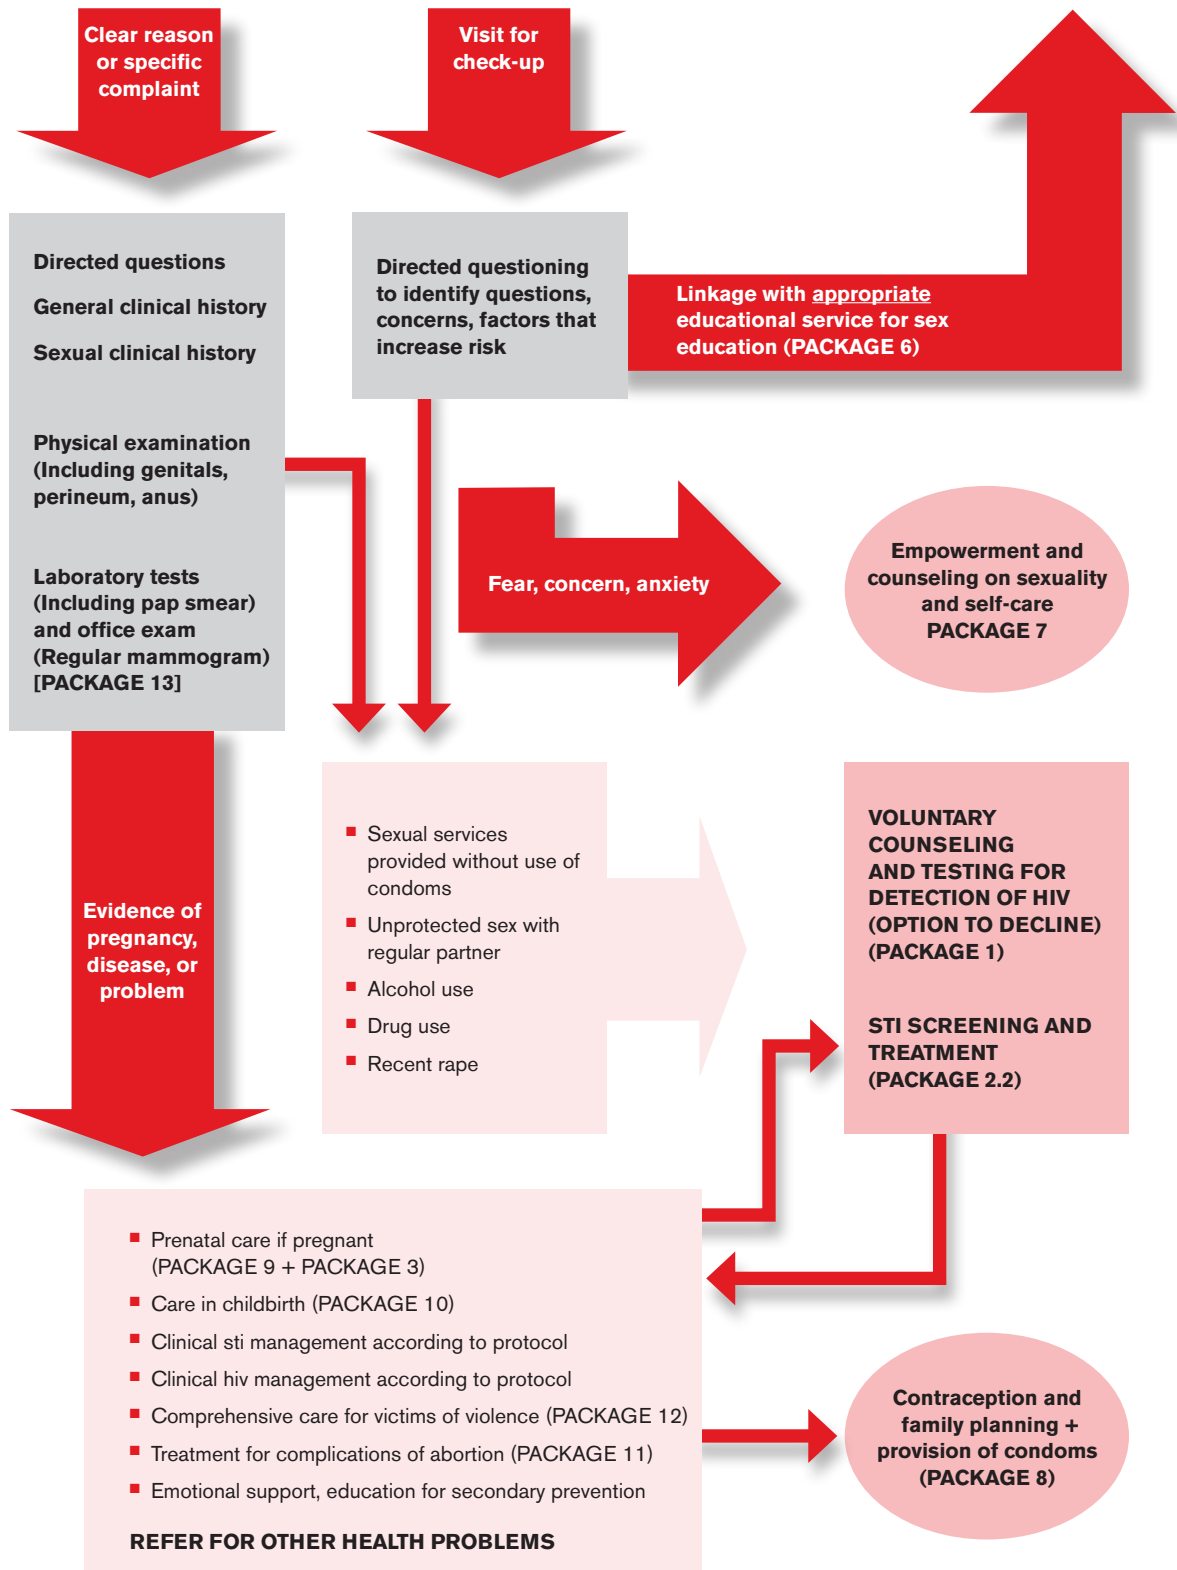 Clear reason
or specific
complaint
Visit for
check-up
Directed questions
General clinical history
Sexual clinical history
Physical examination
(Including genitals,
perineum, anus)
Laboratory tests
(Including pap smear)
and office exam
(Regular mammogram)
[PACKAGE 13]
Directed questioning
to identify questions,
concerns, factors that
increase risk
Linkage with appropriate
educational service for sex
education (PACKAGE 6)
Fear, concern, anxiety
Empowerment and
counseling on sexuality
and self-care
PACKAGE 7
Evidence of
pregnancy,
disease, or
problem
■ Sexual services
provided without use of
condoms
■ Unprotected sex with
regular partner
■ Alcohol use
■ Drug use
■ Recent rape
VOLUNTARY
COUNSELING
AND TESTING FOR
DETECTION OF HIV
(OPTION TO DECLINE)
(PACKAGE 1)
STI SCREENING AND
TREATMENT
(PACKAGE 2.2)
■ Prenatal care if pregnant
(PACKAGE 9 + PACKAGE 3)
■ Care in childbirth (PACKAGE 10)
■ Clinical sti management according to protocol
■ Clinical hiv management according to protocol
■ Comprehensive care for victims of violence (PACKAGE 12)
■ Treatment for complications of abortion (PACKAGE 11)
■ Emotional support, education for secondary prevention
REFER FOR OTHER HEALTH PROBLEMS
Contraception and
family planning +
provision of condoms
(PACKAGE 8)